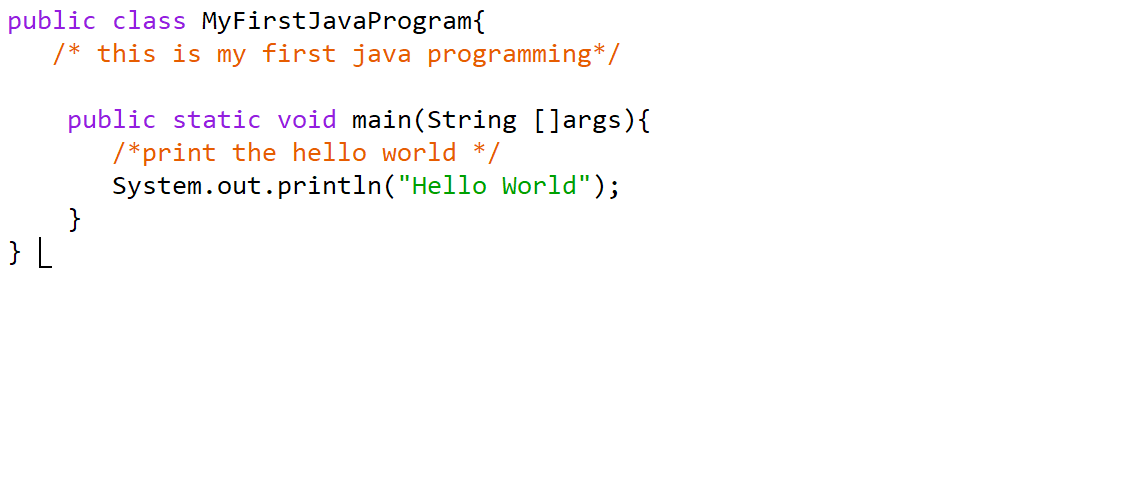 public class MyFirstJavaProgram{
/* this is my first java programming*/
public static void main(String []args){
/*print the hello world */
System.out.println("Hello World");
}
}